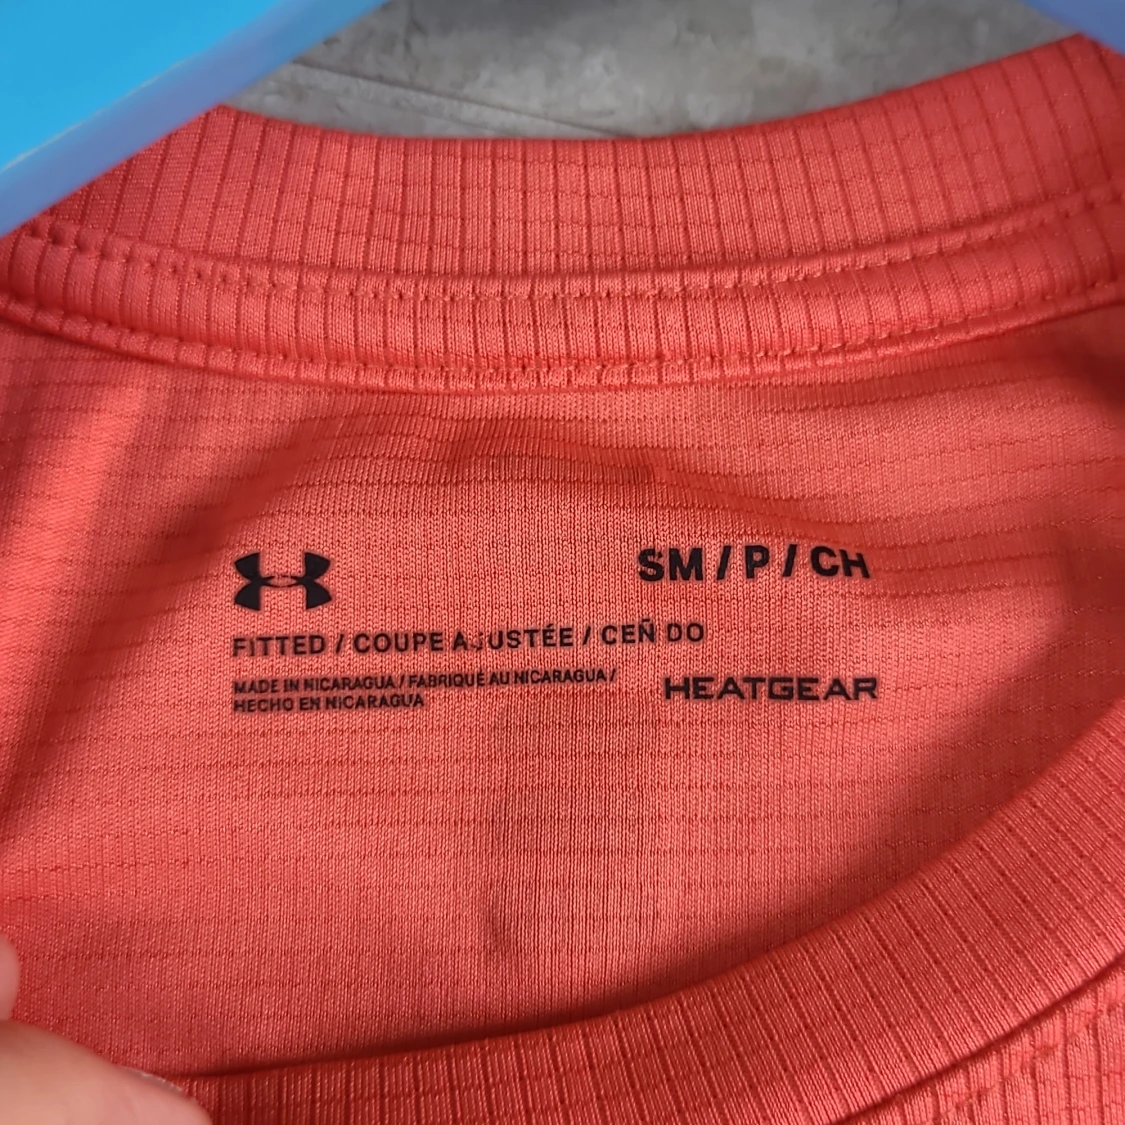 SM / P / CH
FITTED / COUPE AJUSTÉE / CEÑ DO
MADE IN NICARAGUA / FABRIQUÉ AU NICARAGUA /
HECHO EN NICARAGUA
HEATGEAR